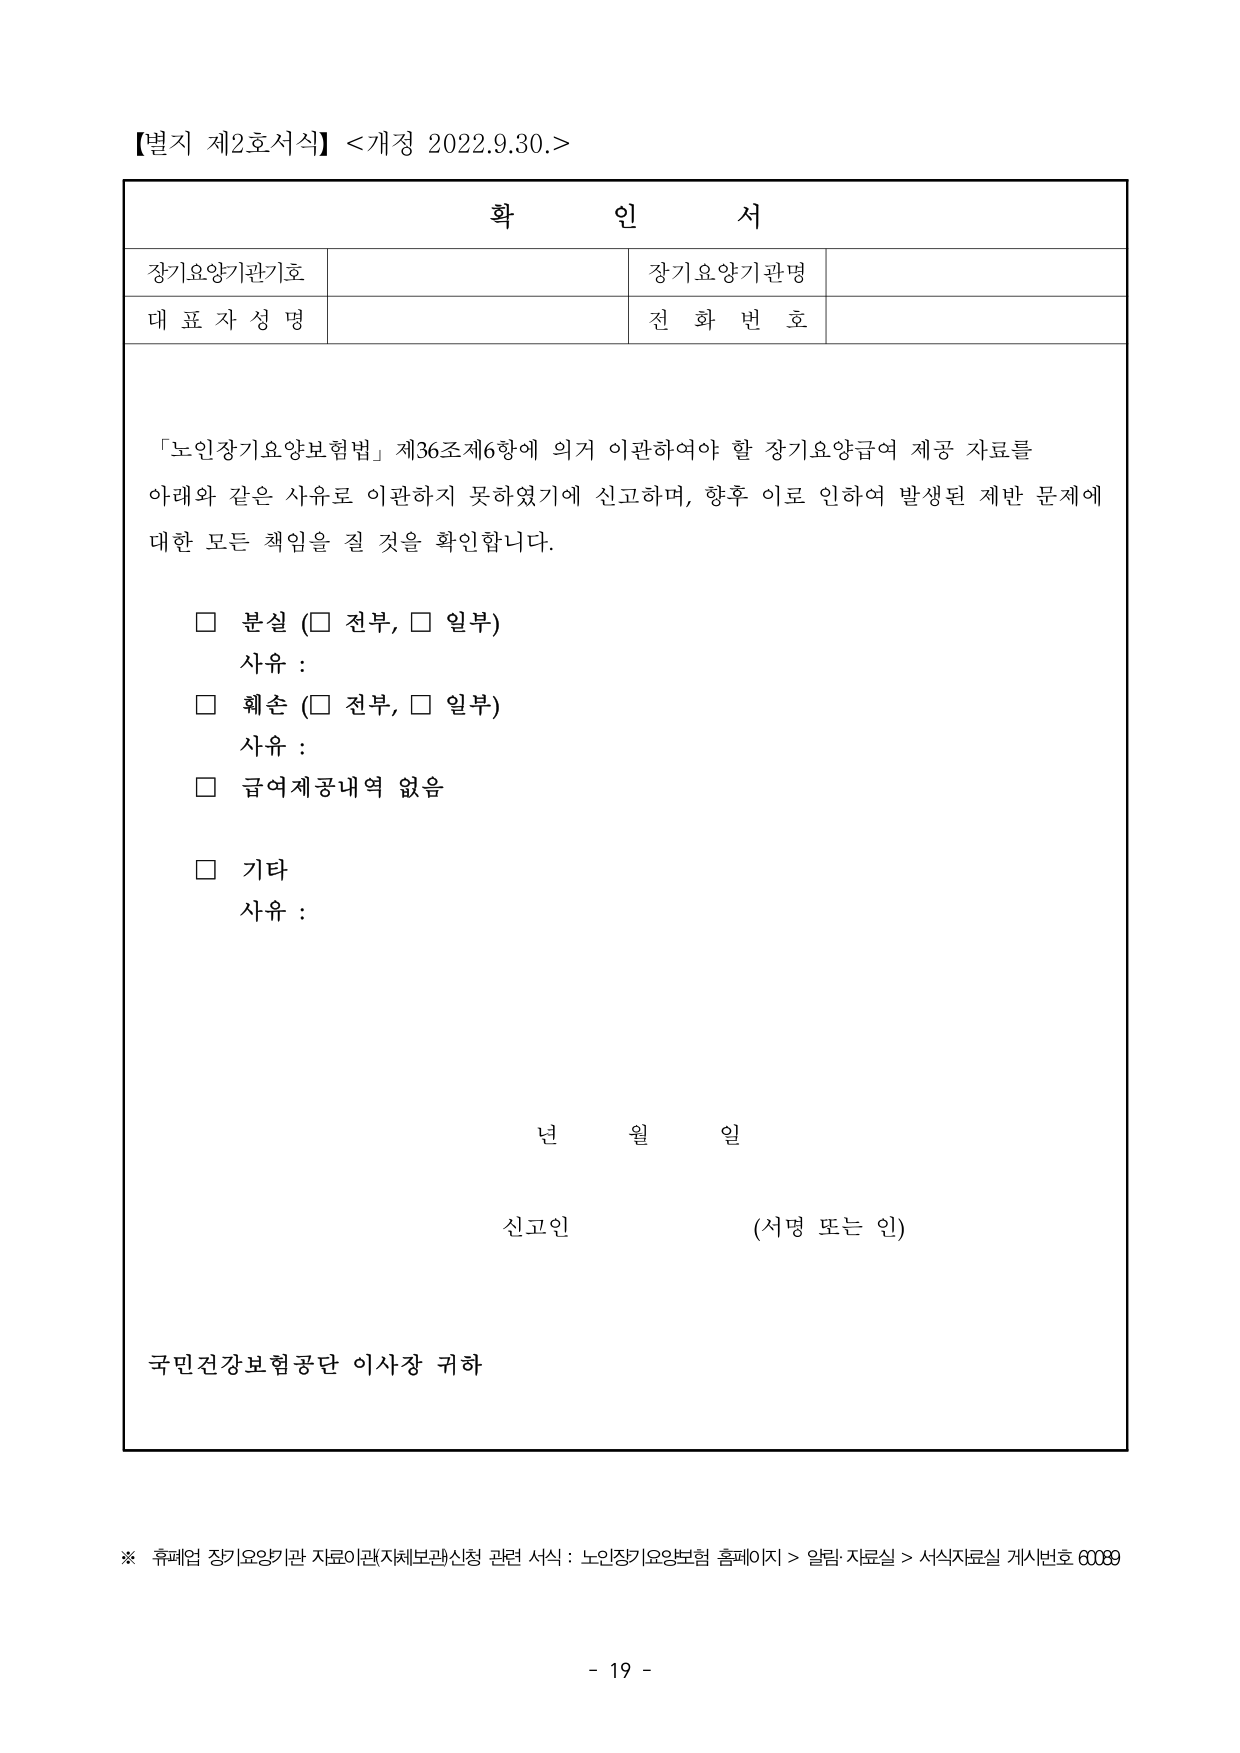 【별지 제2호서식】 <개정 2022.9.30.>
확 인 서
장기요양기관기호 장기요양기관명
대 표 자 성 명 전 화 번 호
「노인장기요양보험법」 제36조제6항에 의거 이관하여야 할 장기요양급여 제공 자료를
아래와 같은 사유로 이관하지 못하였기에 신고하며, 향후 이로 인하여 발생된 제반 문제에
대한 모든 책임을 질 것을 확인합니다.
□ 분실 (□ 전부, □ 일부)
사유 :
□ 훼손 (□ 전부, □ 일부)
사유 :
□ 급여제공내역 없음
□ 기타
사유 :
년 월 일
신고인 (서명 또는 인)
국민건강보험공단 이사장 귀하
※ 휴폐업 장기요양기관 자료이관(자체보관)신청 관련 서식 : 노인장기요양보험 홈페이지 > 알림·자료실 > 서식자료실 게시번호 60089
- 19 -